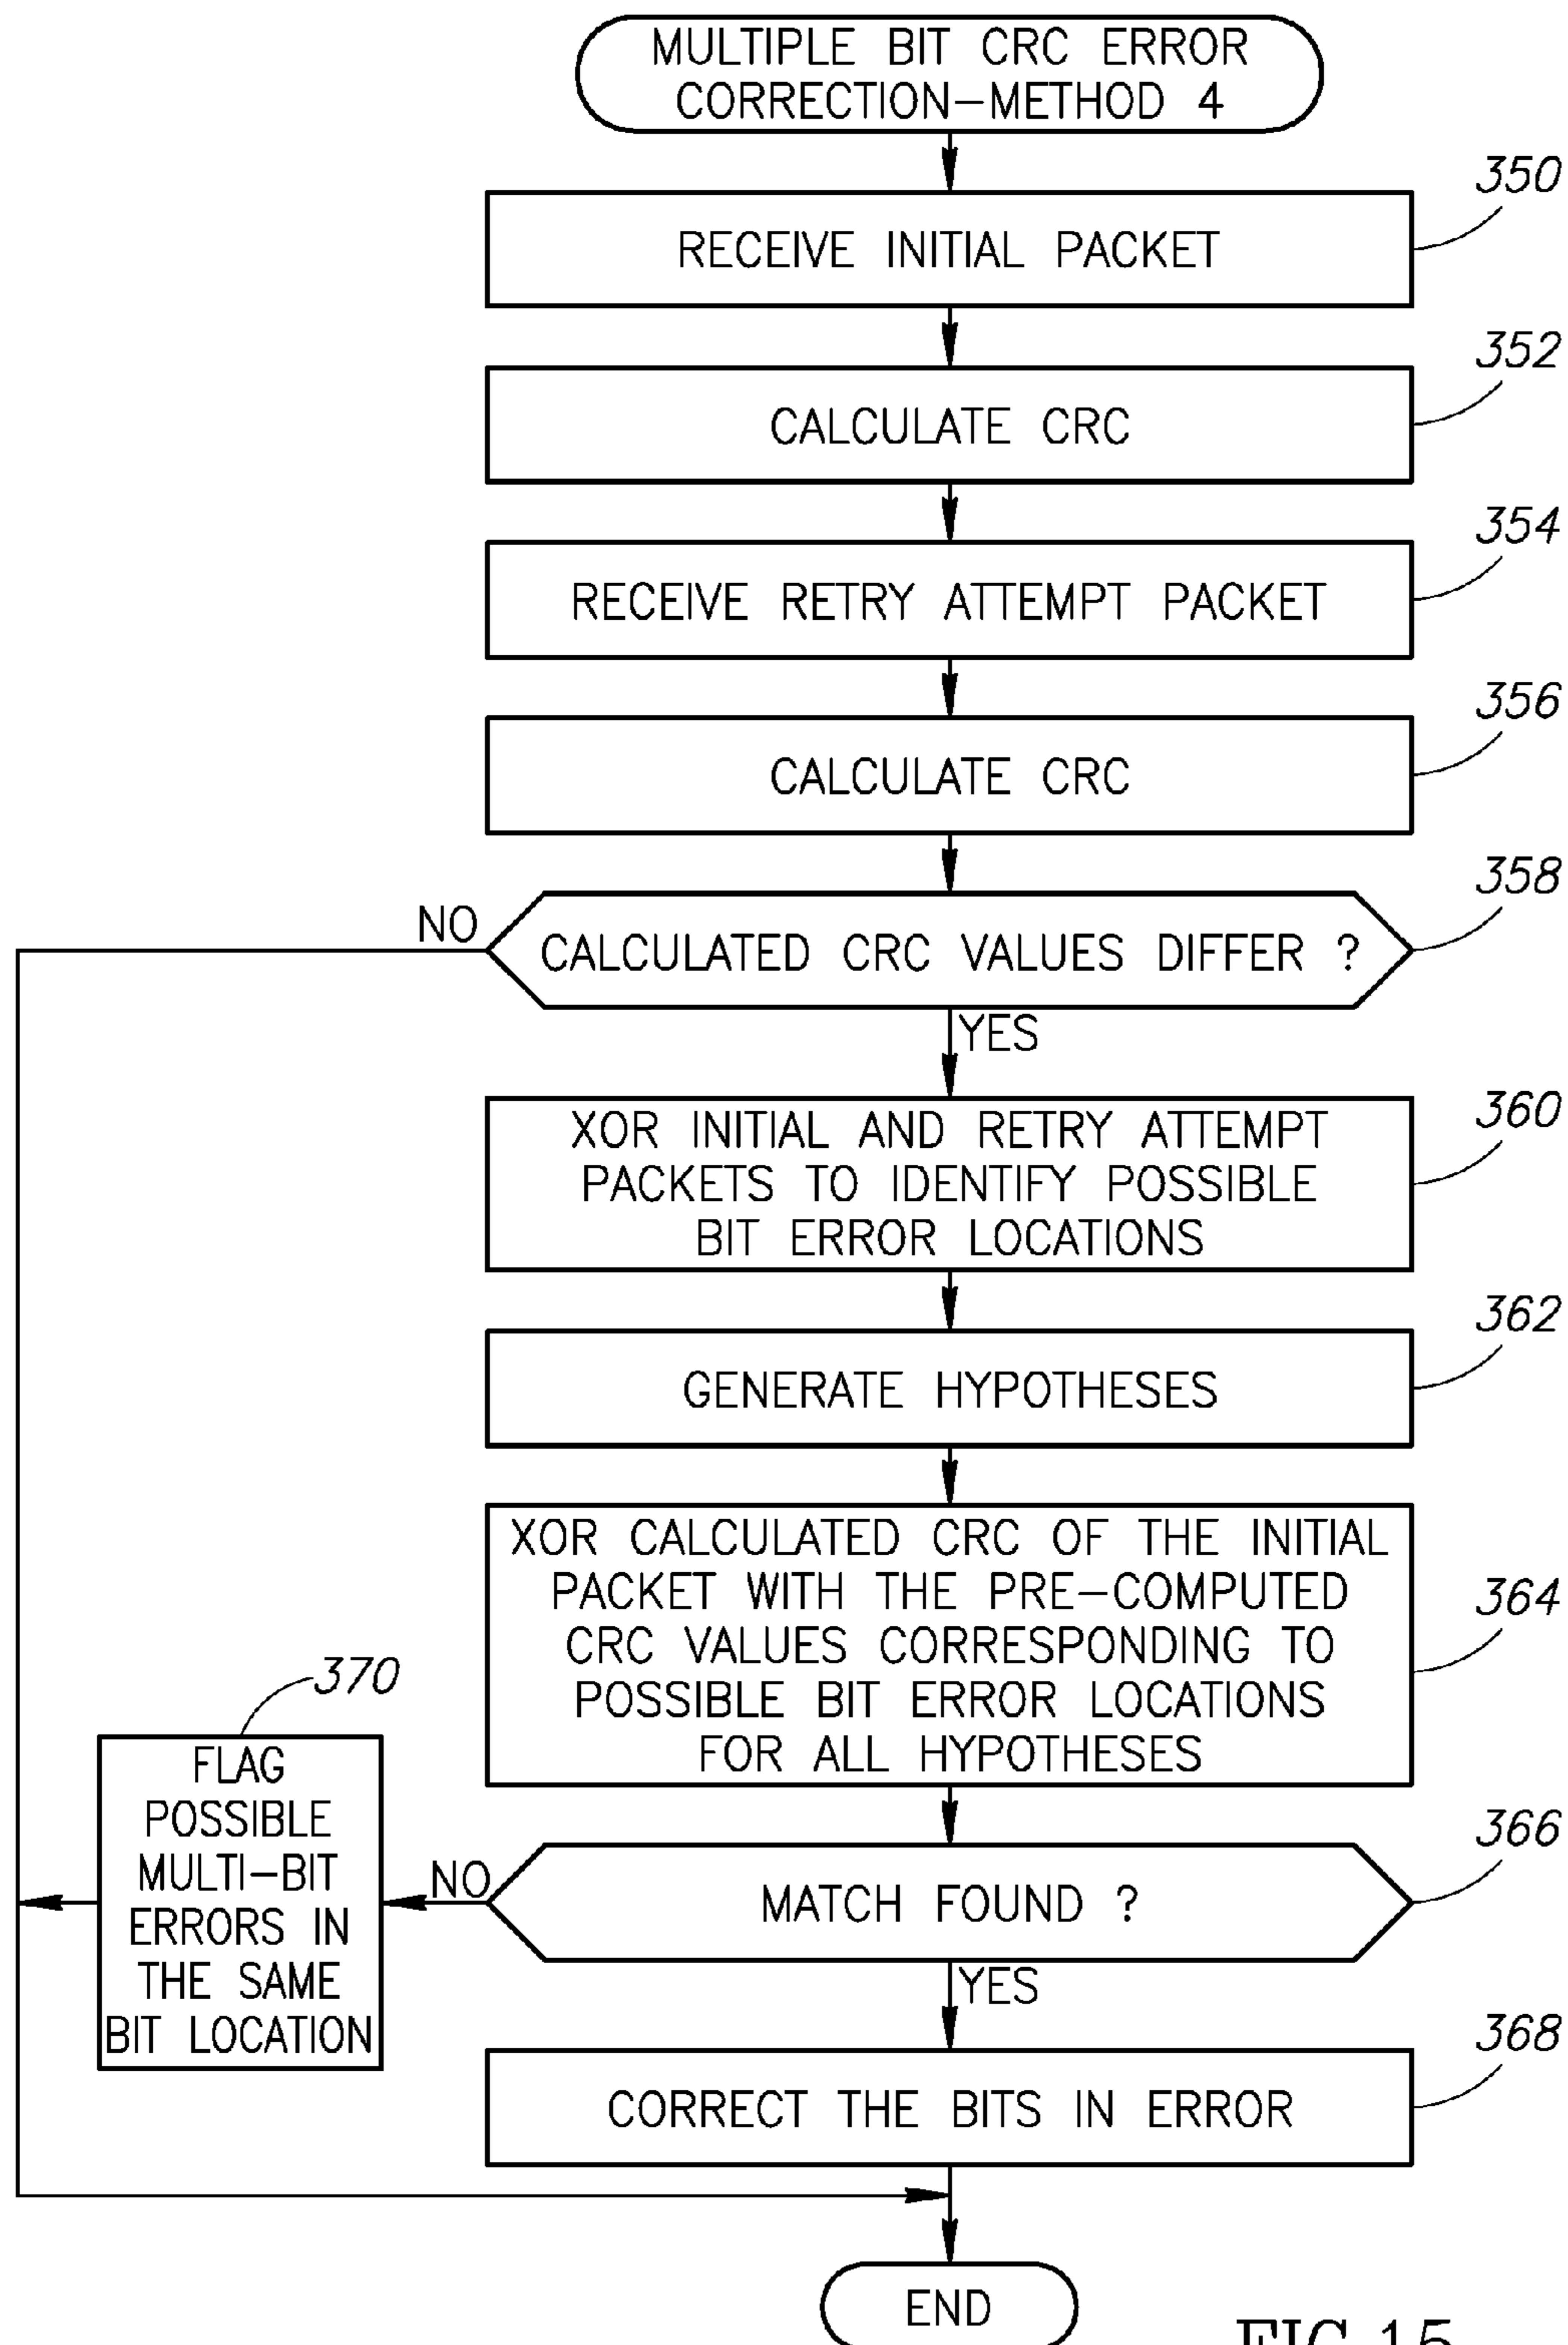 MULTIPLE BIT CRC ERROR
CORRECTION-METHOD 4
350
RECEIVE INITIAL PACKET
352
CALCULATE CRC
354
RECEIVE RETRY ATTEMPT PACKET
356
CALCULATE CRC
358
NO
CALCULATED CRC VALUES DIFFER ?
YES
360
XOR INITIAL AND RETRY ATTEMPT
PACKETS TO IDENTIFY POSSIBLE
BIT ERROR LOCATIONS
362
GENERATE HYPOTHESES
364
XOR CALCULATED CRC OF THE INITIAL
PACKET WITH THE PRE-COMPUTED
CRC VALUES CORRESPONDING TO
POSSIBLE BIT ERROR LOCATIONS
FOR ALL HYPOTHESES
370
FLAG
POSSIBLE
MULTI-BIT
ERRORS IN
THE SAME
BIT LOCATION
366
NO
MATCH FOUND ?
YES
368
CORRECT THE BITS IN ERROR
END
FIG.15